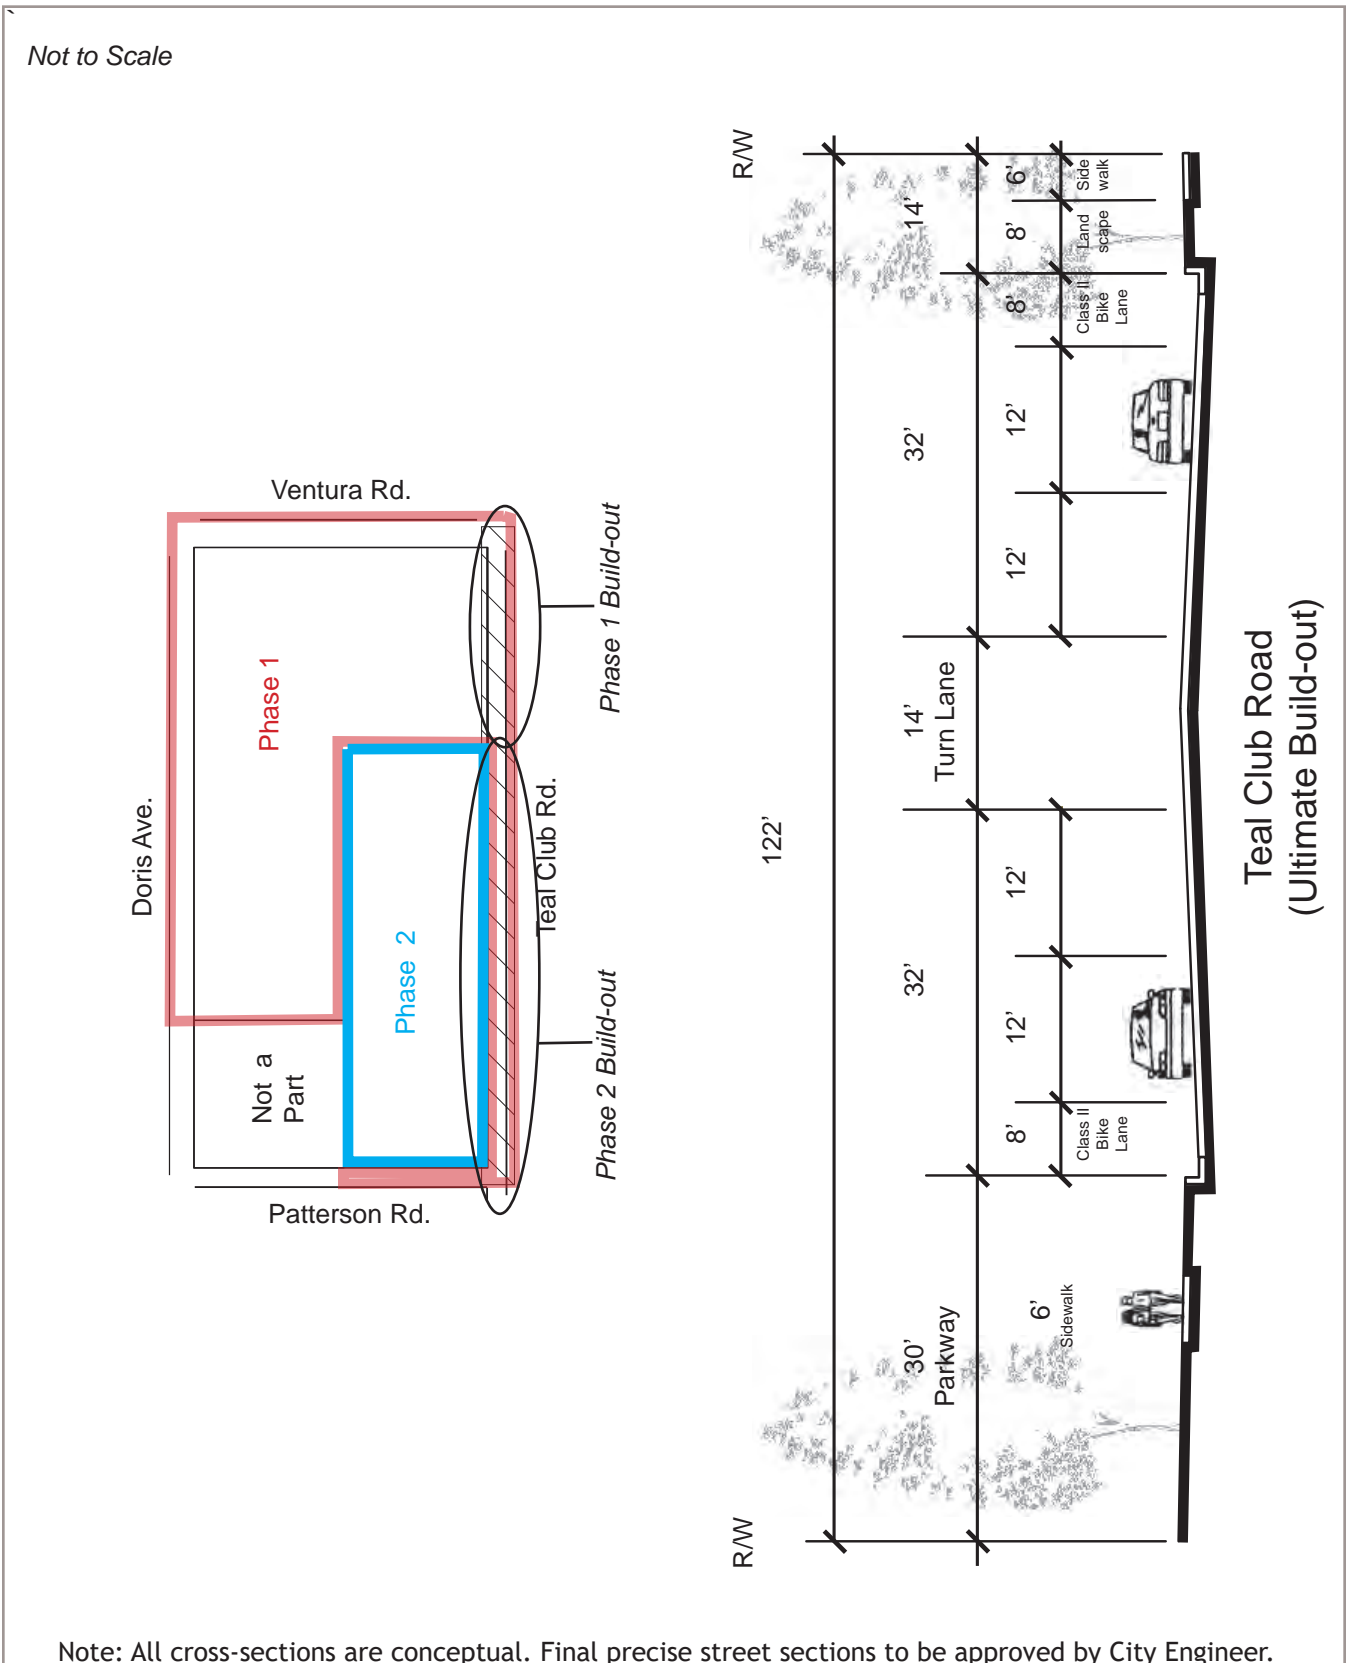 `
Not to Scale
Ventura Rd.
Phase 1
Doris Ave.
Phase 2
Not a
Part
Patterson Rd.
Teal Club Rd.
Phase 1 Build-out
Phase 2 Build-out
R/W
122’
R/W
14’
32’
14’
Turn Lane
32’
30’
Parkway
6’
8’
8’
12’
12’
12’
12’
8’
6’
Sidewalk
Side
walk
Land
scape
Class II
Bike
Lane
Class II
Bike
Lane
Teal Club Road
(Ultimate Build-out)
Note: All cross-sections are conceptual. Final precise street sections to be approved by City Engineer.